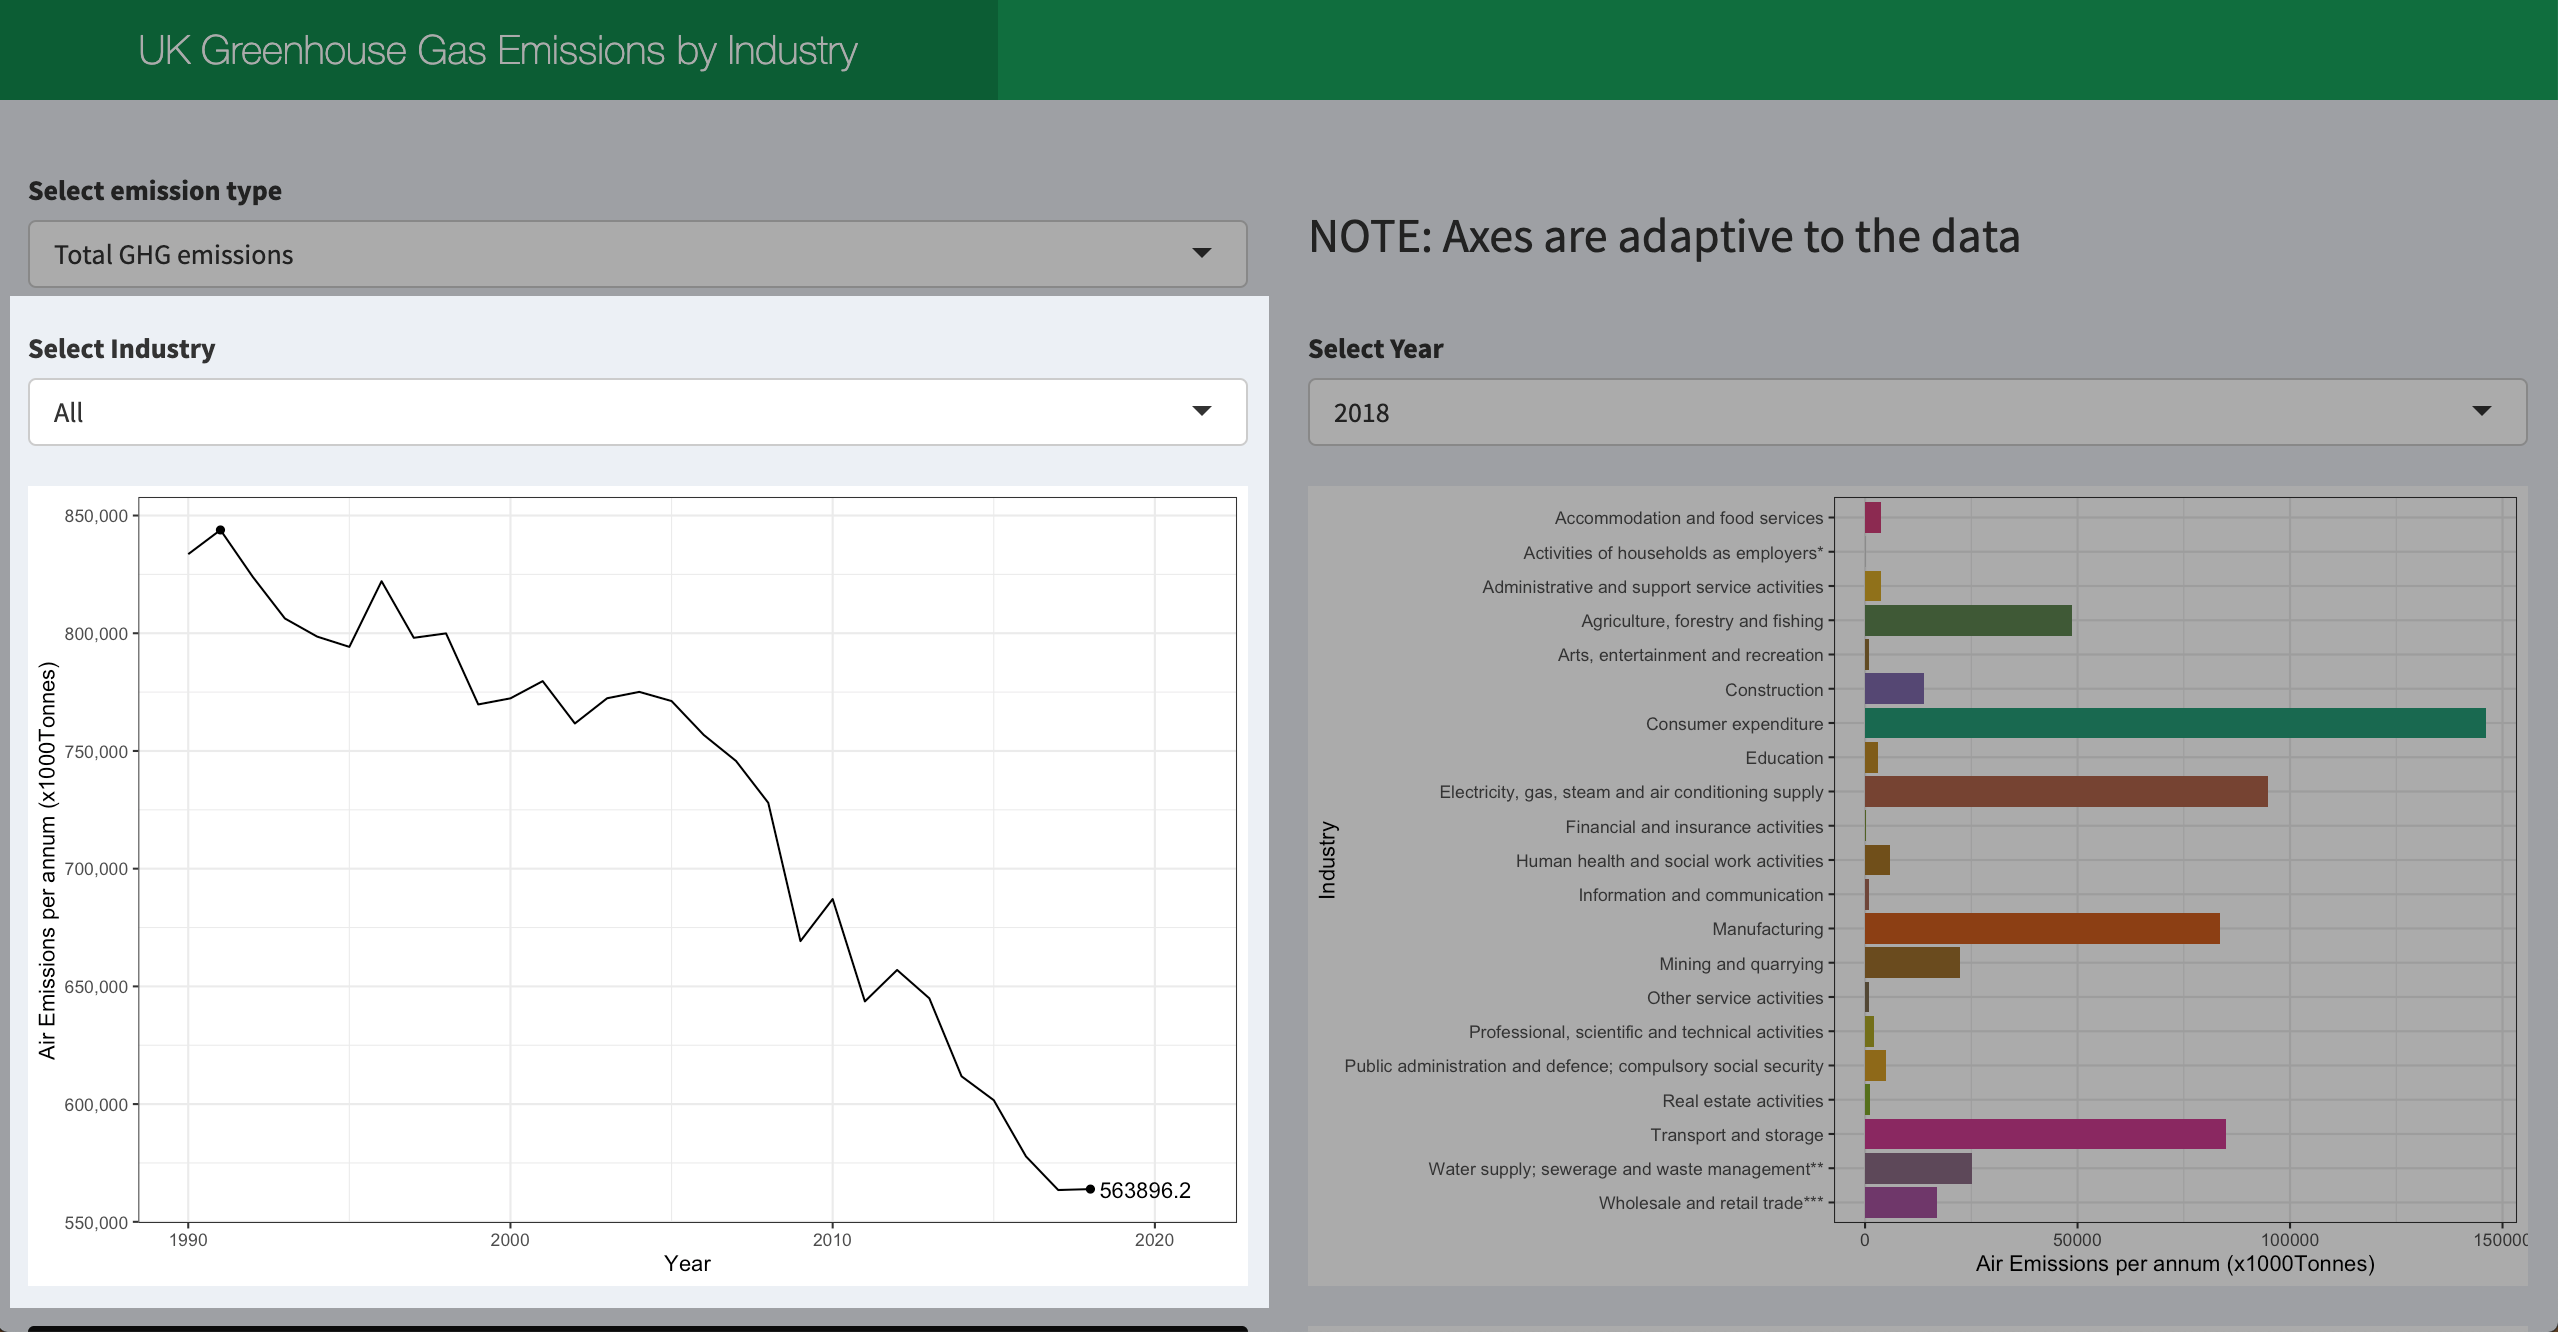 UK Greenhouse Gas Emissions by Industry
Select emission type
Total GHG emissions
NOTE: Axes are adaptive to the data
Select Industry
All
Select Year
2018
850,000
800,000
750,000
700,000
650,000
600,000
550,000
Air Emissions per annum (x1000Tonnes)
563896.2
1990
2000
2010
2020
Year
Industry
Accommodation and food services
Activities of households as employers*
Administrative and support service activities
Agriculture, forestry and fishing
Arts, entertainment and recreation
Construction
Consumer expenditure
Education
Electricity, gas, steam and air conditioning supply
Financial and insurance activities
Human health and social work activities
Information and communication
Manufacturing
Mining and quarrying
Other service activities
Professional, scientific and technical activities
Public administration and defence; compulsory social security
Real estate activities
Transport and storage
Water supply; sewerage and waste management**
Wholesale and retail trade***
0
50000
100000
150000
Air Emissions per annum (x1000Tonnes)